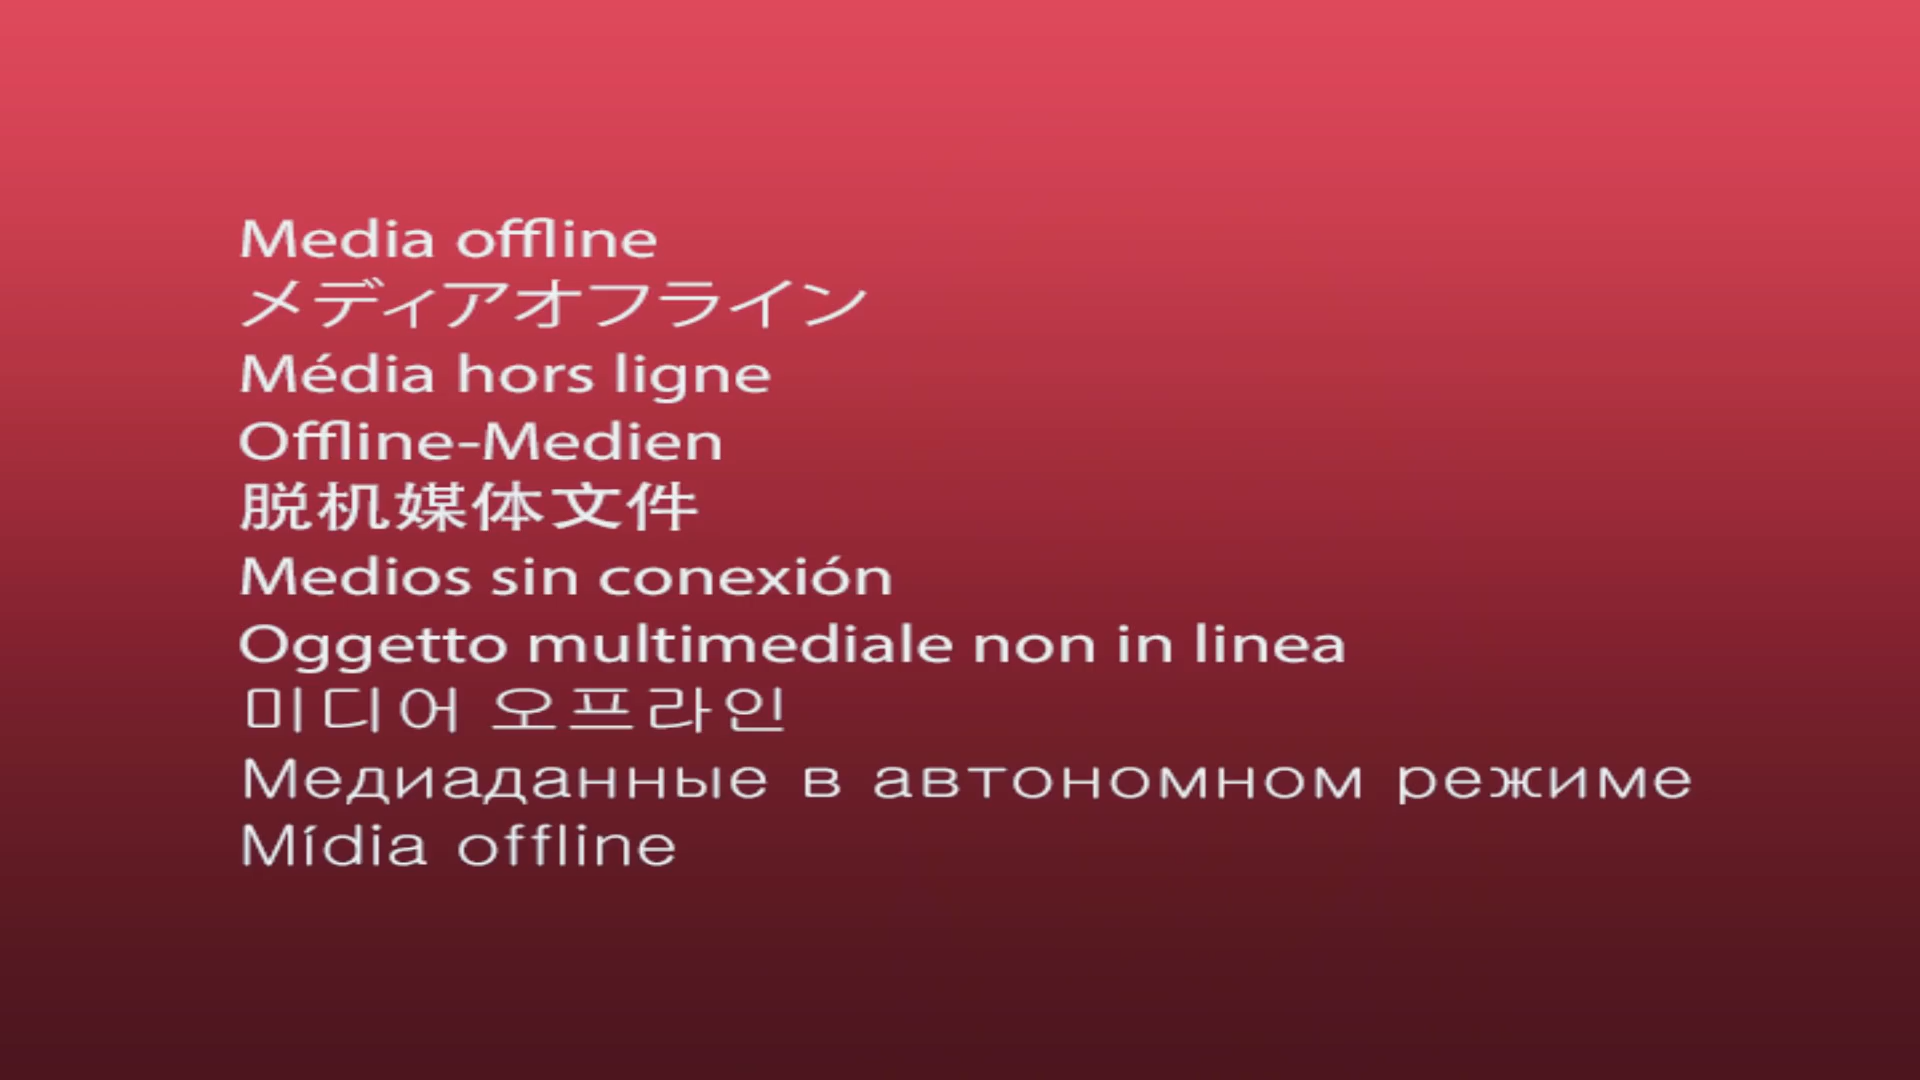 Media offline
メディアオフライン
Média hors ligne
Offline-Medien
脱机媒体文件
Medios sin conexión
Oggetto multimediale non in linea
미디어 오프라인
Медиаданные в автономном режиме
Mídia offline